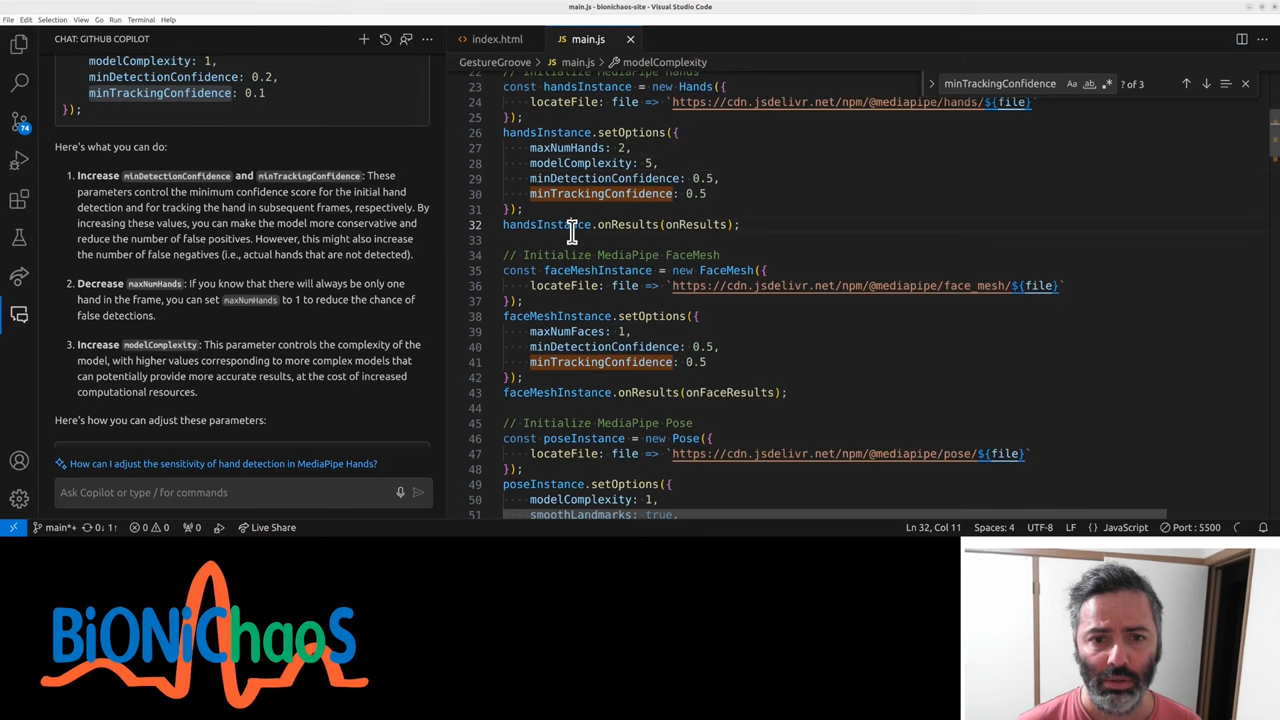 main.js - bionichaos-site - Visual Studio Code
File Edit Selection View Go Run Terminal Help
CHAT: GITHUB COPILOT
index.html
main.js
GestureGroove > main.js > modelComplexity
minTrackingConfidence
? of 3
modelComplexity: 1,
minDetectionConfidence: 0.2,
minTrackingConfidence: 0.1
});
Here's what you can do:
1. Increase minDetectionConfidence and minTrackingConfidence: These
parameters control the minimum confidence score for the initial hand
detection and for tracking the hand in subsequent frames, respectively. By
increasing these values, you can make the model more conservative and
reduce the number of false positives. However, this might also increase
the number of false negatives (i.e., actual hands that are not detected).
2. Decrease maxNumHands: If you know that there will always be only one
hand in the frame, you can set maxNumHands to 1 to reduce the chance of
false detections.
3. Increase modelComplexity: This parameter controls the complexity of the
model, with higher values corresponding to more complex models that
can potentially provide more accurate results, at the cost of increased
computational resources.
Here's how you can adjust these parameters:
How can I adjust the sensitivity of hand detection in MediaPipe Hands?
Ask Copilot or type / for commands
74
22 // Initialize MediaPipe Hands
23 const handsInstance = new Hands({
24 locateFile: file => `https://cdn.jsdelivr.net/npm/@mediapipe/hands/${file}`
25 });
26 handsInstance.setOptions({
27 maxNumHands: 2,
28 modelComplexity: 5,
29 minDetectionConfidence: 0.5,
30 minTrackingConfidence: 0.5
31 });
32 handsInstance.onResults(onResults);
33
34 // Initialize MediaPipe FaceMesh
35 const faceMeshInstance = new FaceMesh({
36 locateFile: file => `https://cdn.jsdelivr.net/npm/@mediapipe/face_mesh/${file}`
37 });
38 faceMeshInstance.setOptions({
39 maxNumFaces: 1,
40 minDetectionConfidence: 0.5,
41 minTrackingConfidence: 0.5
42 });
43 faceMeshInstance.onResults(onFaceResults);
44
45 // Initialize MediaPipe Pose
46 const poseInstance = new Pose({
47 locateFile: file => `https://cdn.jsdelivr.net/npm/@mediapipe/pose/${file}`
48 });
49 poseInstance.setOptions({
50 modelComplexity: 1,
51 smoothLandmarks: true,
main*+ 0↓ 1↑ 0 0 0 Live Share
Ln 32, Col 11 Spaces: 4 UTF-8 LF {} JavaScript Port : 5500
BiONiChaoS